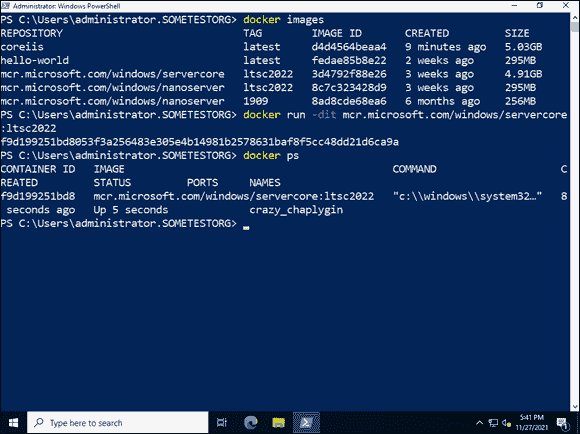 Administrator: Windows PowerShell
PS C:\Users\administrator.SOMETESTORG> docker images
REPOSITORY TAG IMAGE ID CREATED SIZE
coreiis latest d4d4564beaa4 9 minutes ago 5.03GB
hello-world latest fedae85b8e22 2 weeks ago 295MB
mcr.microsoft.com/windows/servercore ltsc2022 3d4792f88e26 3 weeks ago 4.91GB
mcr.microsoft.com/windows/nanoserver ltsc2022 8c7c323428d9 3 weeks ago 295MB
mcr.microsoft.com/windows/nanoserver 1909 8ad8cde68ea6 6 months ago 256MB
PS C:\Users\administrator.SOMETESTORG> docker run -dit mcr.microsoft.com/windows/servercore
:ltsc2022
f9d199251bd8053f3a256483e305e4b14981b2578631baf8f5cc48dd21d6ca9a
PS C:\Users\administrator.SOMETESTORG> docker ps
CONTAINER ID IMAGE COMMAND C
REATED STATUS PORTS NAMES
f9d199251bd8 mcr.microsoft.com/windows/servercore:ltsc2022 "c:\\windows\\system32…" 8
seconds ago Up 5 seconds crazy_chaplygin
PS C:\Users\administrator.SOMETESTORG>
Type here to search
5:41 PM
11/27/2021